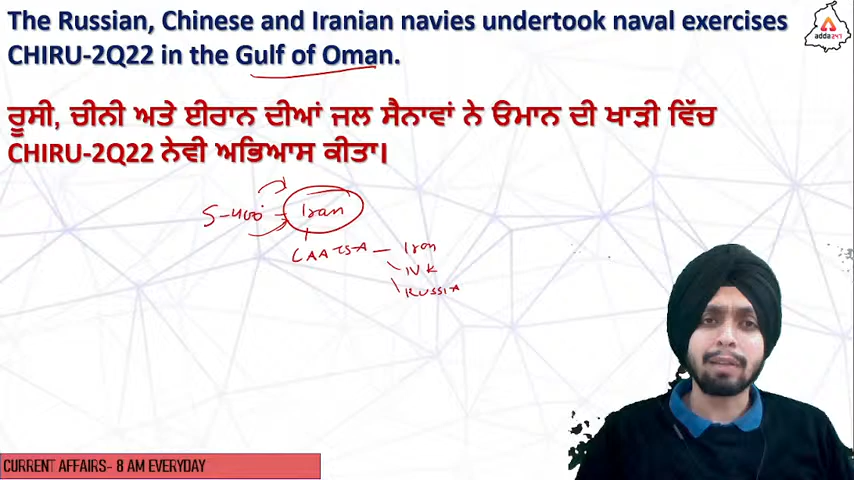 The Russian, Chinese and Iranian navies undertook naval exercises
CHIRU-2Q22 in the Gulf of Oman.
adda247
ਰੂਸੀ, ਚੀਨੀ ਅਤੇ ਈਰਾਨ ਦੀਆਂ ਜਲ ਸੈਨਾਵਾਂ ਨੇ ਓਮਾਨ ਦੀ ਖਾੜੀ ਵਿੱਚ
CHIRU-2Q22 ਨੇਵੀ ਅਭਿਆਸ ਕੀਤਾ।
S-400 Iran
CAATSA - Iran
NK
RUSSIA
CURRENT AFFAIRS- 8 AM EVERYDAY